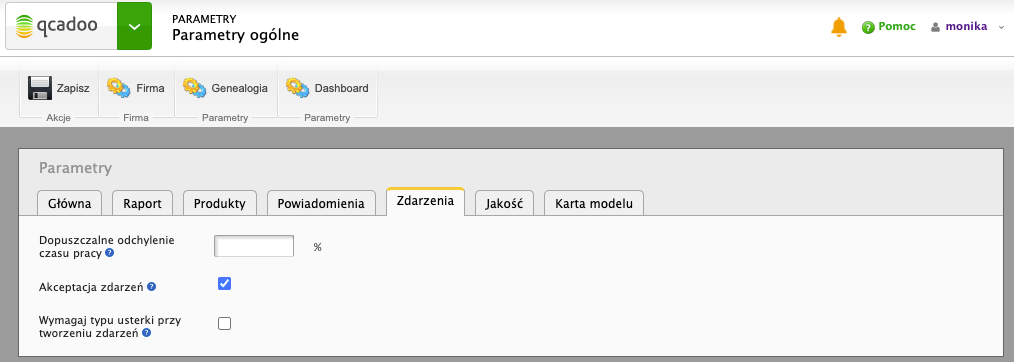 qcadoo
PARAMETRY
Parametry ogólne
Pomoc
monika
Zapisz
Firma
Genealogia
Dashboard
Akcje
Firma
Parametry
Parametry
Parametry
Główna
Raport
Produkty
Powiadomienia
Zdarzenia
Jakość
Karta modelu
Dopuszczalne odchylenie
czasu pracy
%
Akceptacja zdarzeń
Wymagaj typu usterki przy
tworzeniu zdarzeń